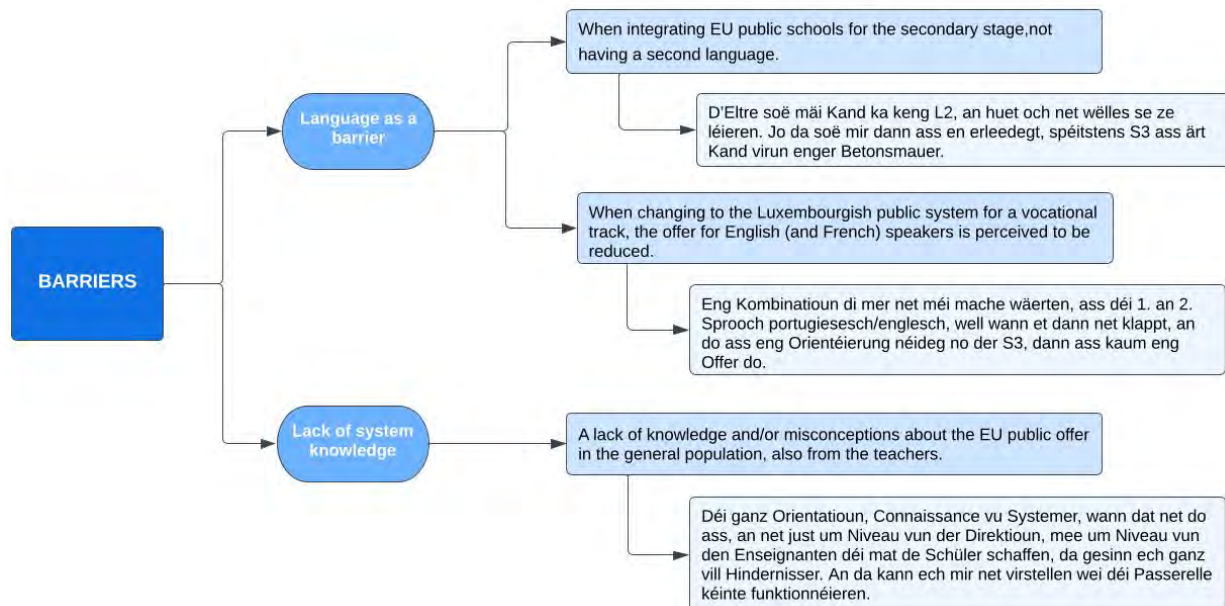 BARRIERS
Language as a
barrier
When integrating EU public schools for the secondary stage,not
having a second language.
D'Eltre soë mäi Kand ka keng L2, an huet och net wëlles se ze
léieren. Jo da soë mir dann ass en erleedegt, spéitstens S3 ass ärt
Kand virun enger Betonsmauer.
When changing to the Luxembourgish public system for a vocational
track, the offer for English (and French) speakers is perceived to be
reduced.
Eng Kombinatioun di mer net méi mache wäerten, ass déi 1. an 2.
Sprooch portugiesesch/englesch, well wann et dann net klappt, an
do ass eng Orientéierung néideg no der S3, dann ass kaum eng
Offer do.
Lack of system
knowledge
A lack of knowledge and/or misconceptions about the EU public offer
in the general population, also from the teachers.
Déi ganz Orientatioun, Connaissance vu Systemer, wann dat net do
ass, an net just um Niveau vun der Direktioun, mee um Niveau vun
den Enseignanten déi mat de Schüler schaffen, da gesinn ech ganz
vill Hindernisser. An da kann ech mir net virstellen wei déi Passerelle
kéinte funktionnéieren.